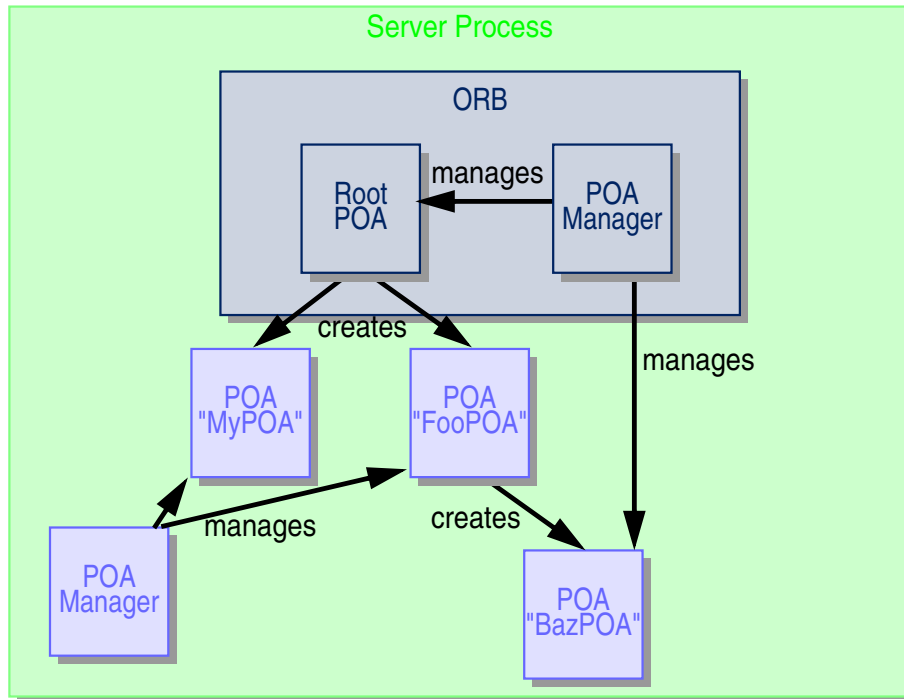 Server Process
ORB
Root
POA
manages
POA
Manager
creates
manages
POA
"MyPOA"
POA
"FooPOA"
manages
creates
POA
Manager
POA
"BazPOA"